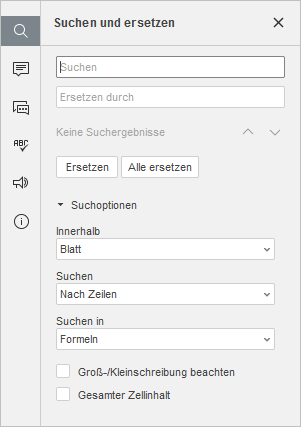 Suchen und ersetzen
Suchen
Ersetzen durch
Keine Suchergebnisse
Ersetzen
Alle ersetzen
Suchoptionen
Innerhalb
Blatt
Suchen
Nach Zeilen
Suchen in
Formeln
Groß-/Kleinschreibung beachten
Gesamter Zellinhalt
ABC